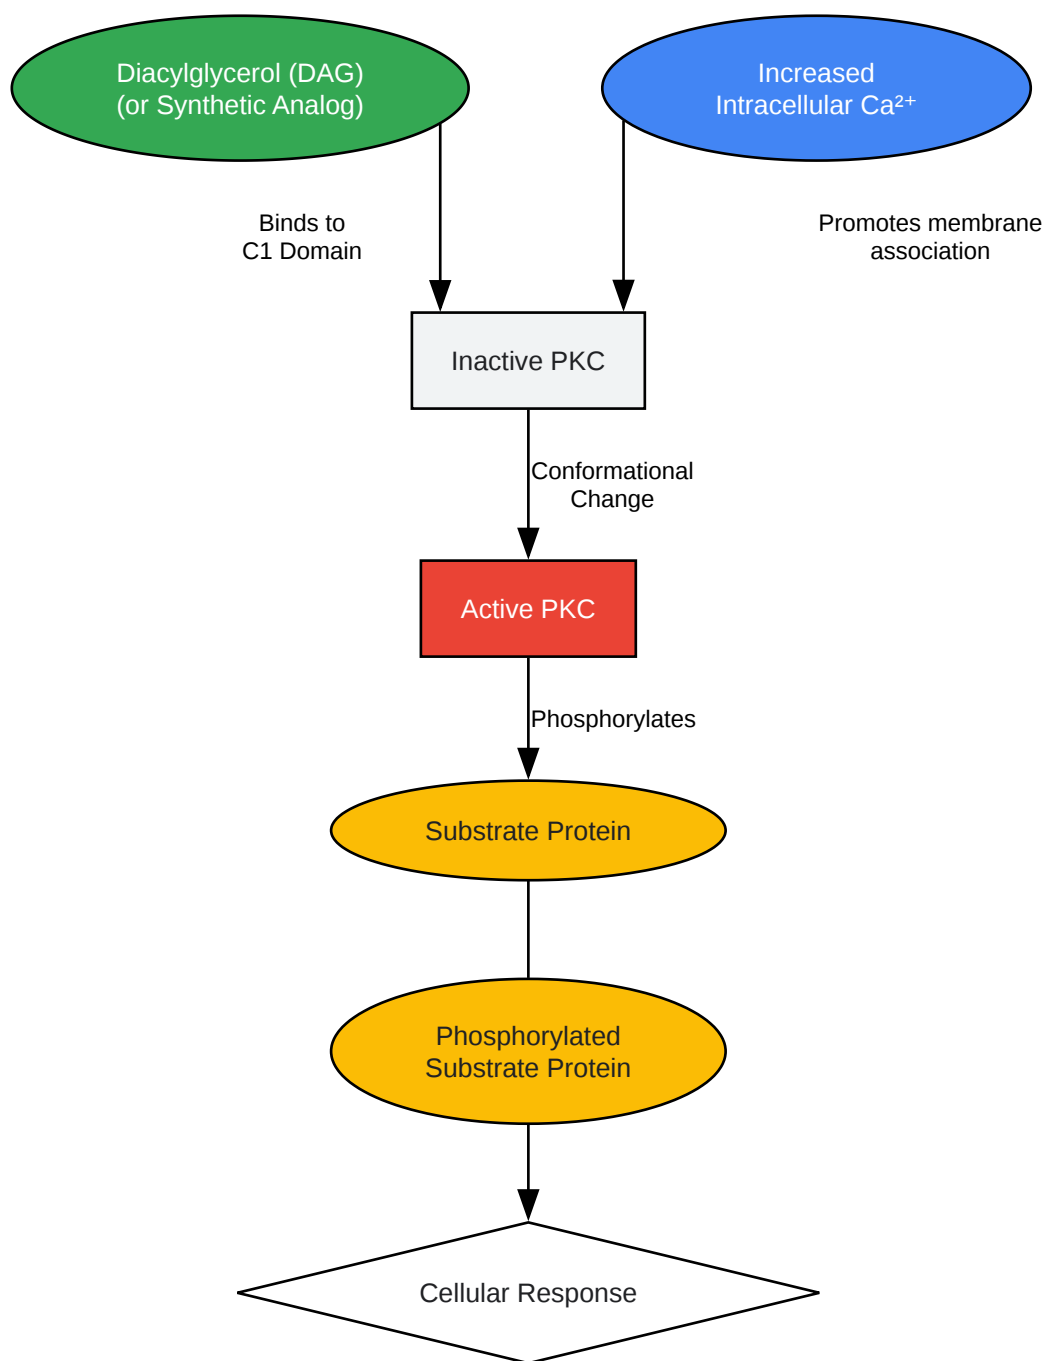 Diacylglycerol (DAG)
(or Synthetic Analog)
Increased
Intracellular Ca²⁺
Binds to
C1 Domain
Promotes membrane
association
Inactive PKC
Conformational
Change
Active PKC
Phosphorylates
Substrate Protein
Phosphorylated
Substrate Protein
Cellular Response